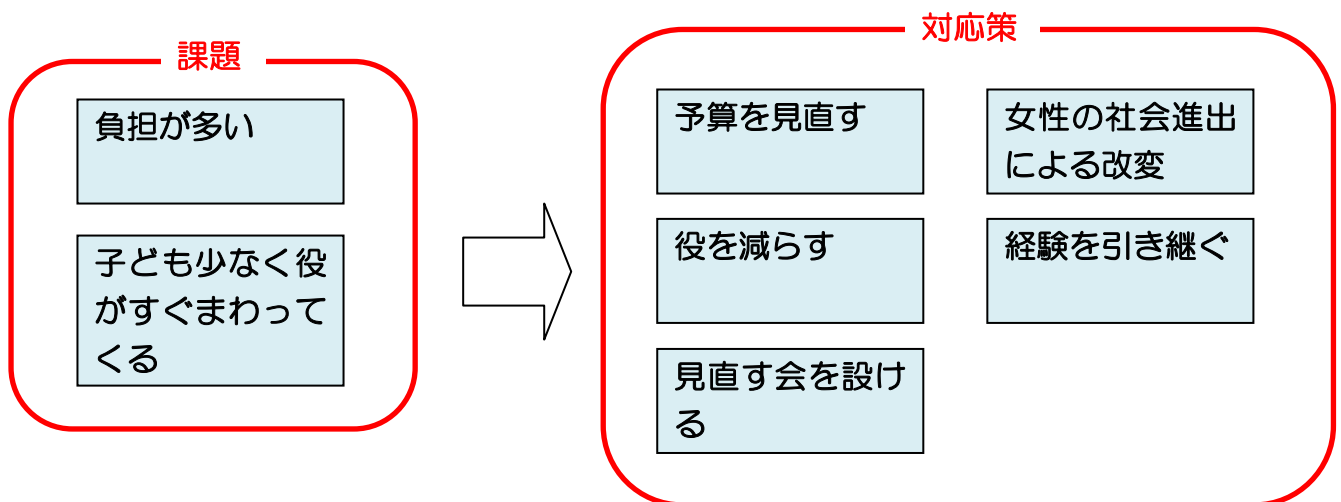 課題
負担が多い
子ども少なく役
がすぐまわって
くる
対応策
予算を見直す
女性の社会進出
による改変
役を減らす
経験を引き継ぐ
見直す会を設け
る